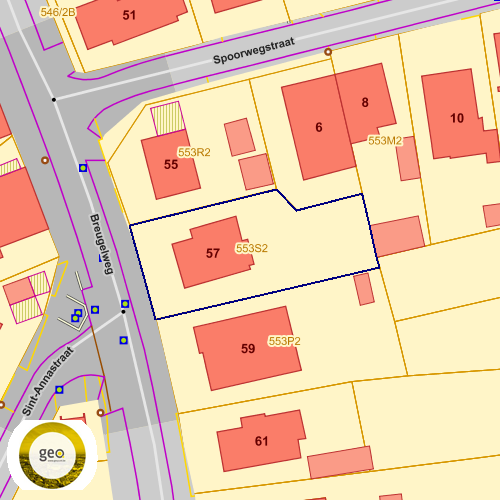 546/2B
51
Spoorwegstraat
8
6
10
553M2
553R2
55
Breugelweg
57
553S2
553P2
59
Sint-Annastraat
61
geo